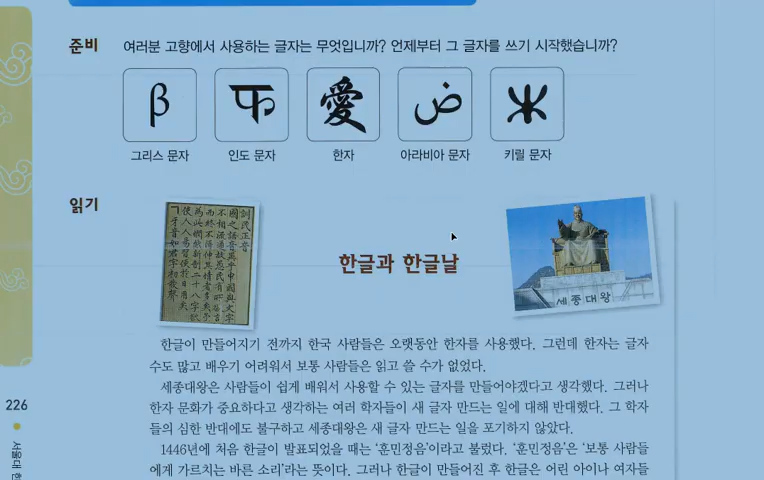 준비 여러분 고향에서 사용하는 글자는 무엇입니까? 언제부터 그 글자를 쓰기 시작했습니까?
β फ 愛 ض Ж
그리스 문자 인도 문자 한자 아라비아 문자 키릴 문자
읽기
한글과 한글날
세종대왕
한글이 만들어지기 전까지 한국 사람들은 오랫동안 한자를 사용했다. 그런데 한자는 글자
수도 많고 배우기 어려워서 보통 사람들은 읽고 쓸 수가 없었다.
세종대왕은 사람들이 쉽게 배워서 사용할 수 있는 글자를 만들어야겠다고 생각했다. 그러나
한자 문화가 중요하다고 생각하는 여러 학자들이 새 글자 만드는 일에 대해 반대했다. 그 학자
들의 심한 반대에도 불구하고 세종대왕은 새 글자 만드는 일을 포기하지 않았다.
1446년에 처음 한글이 발표되었을 때는 ‘훈민정음’이라고 불렀다. ‘훈민정음’은 ‘보통 사람들
에게 가르치는 바른 소리’라는 뜻이다. 그러나 한글이 만들어진 후 한글은 어린 아이나 여자들
226
서울대 한